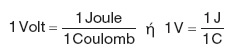 1 Volt = 1 Joule / 1 Coulomb ή 1 V = 1 J / 1 C